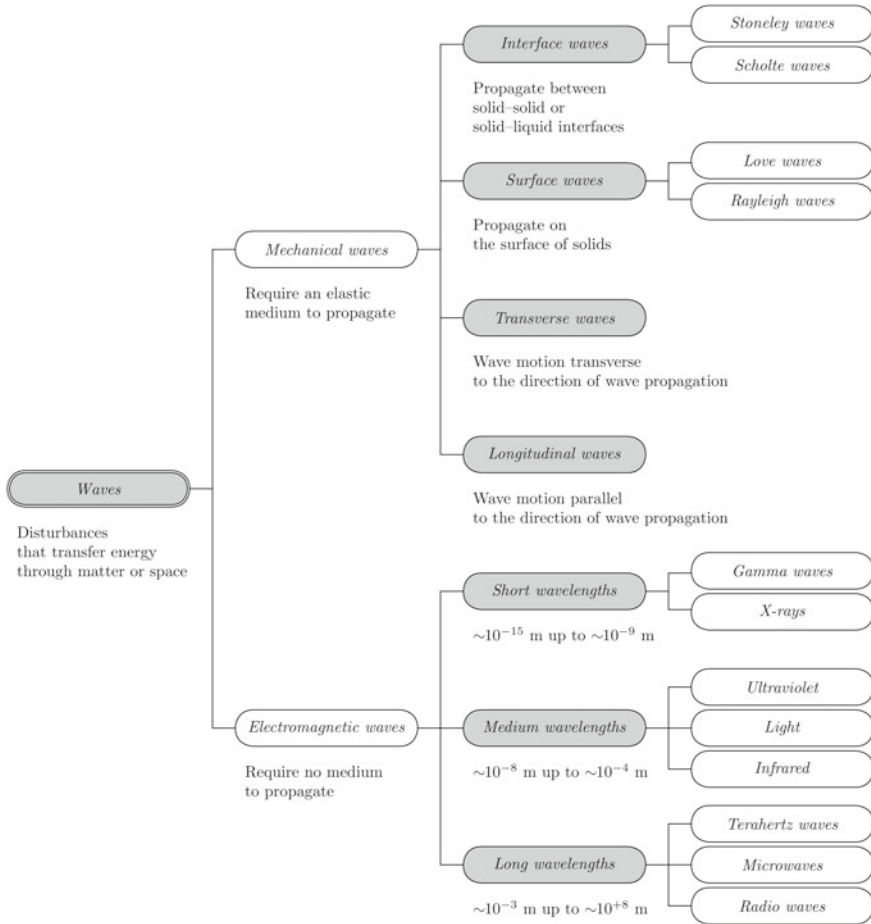 Waves
Disturbances
that transfer energy
through matter or space
Mechanical waves
Require an elastic
medium to propagate
Interface waves
Propagate between
solid–solid or
solid–liquid interfaces
Stoneley waves
Scholte waves
Surface waves
Propagate on
the surface of solids
Love waves
Rayleigh waves
Transverse waves
Wave motion transverse
to the direction of wave propagation
Longitudinal waves
Wave motion parallel
to the direction of wave propagation
Electromagnetic waves
Require no medium
to propagate
Short wavelengths
∼10⁻¹⁵ m up to ∼10⁻⁹ m
Gamma waves
X-rays
Medium wavelengths
∼10⁻⁸ m up to ∼10⁻⁴ m
Ultraviolet
Light
Infrared
Long wavelengths
∼10⁻³ m up to ∼10⁺⁸ m
Terahertz waves
Microwaves
Radio waves